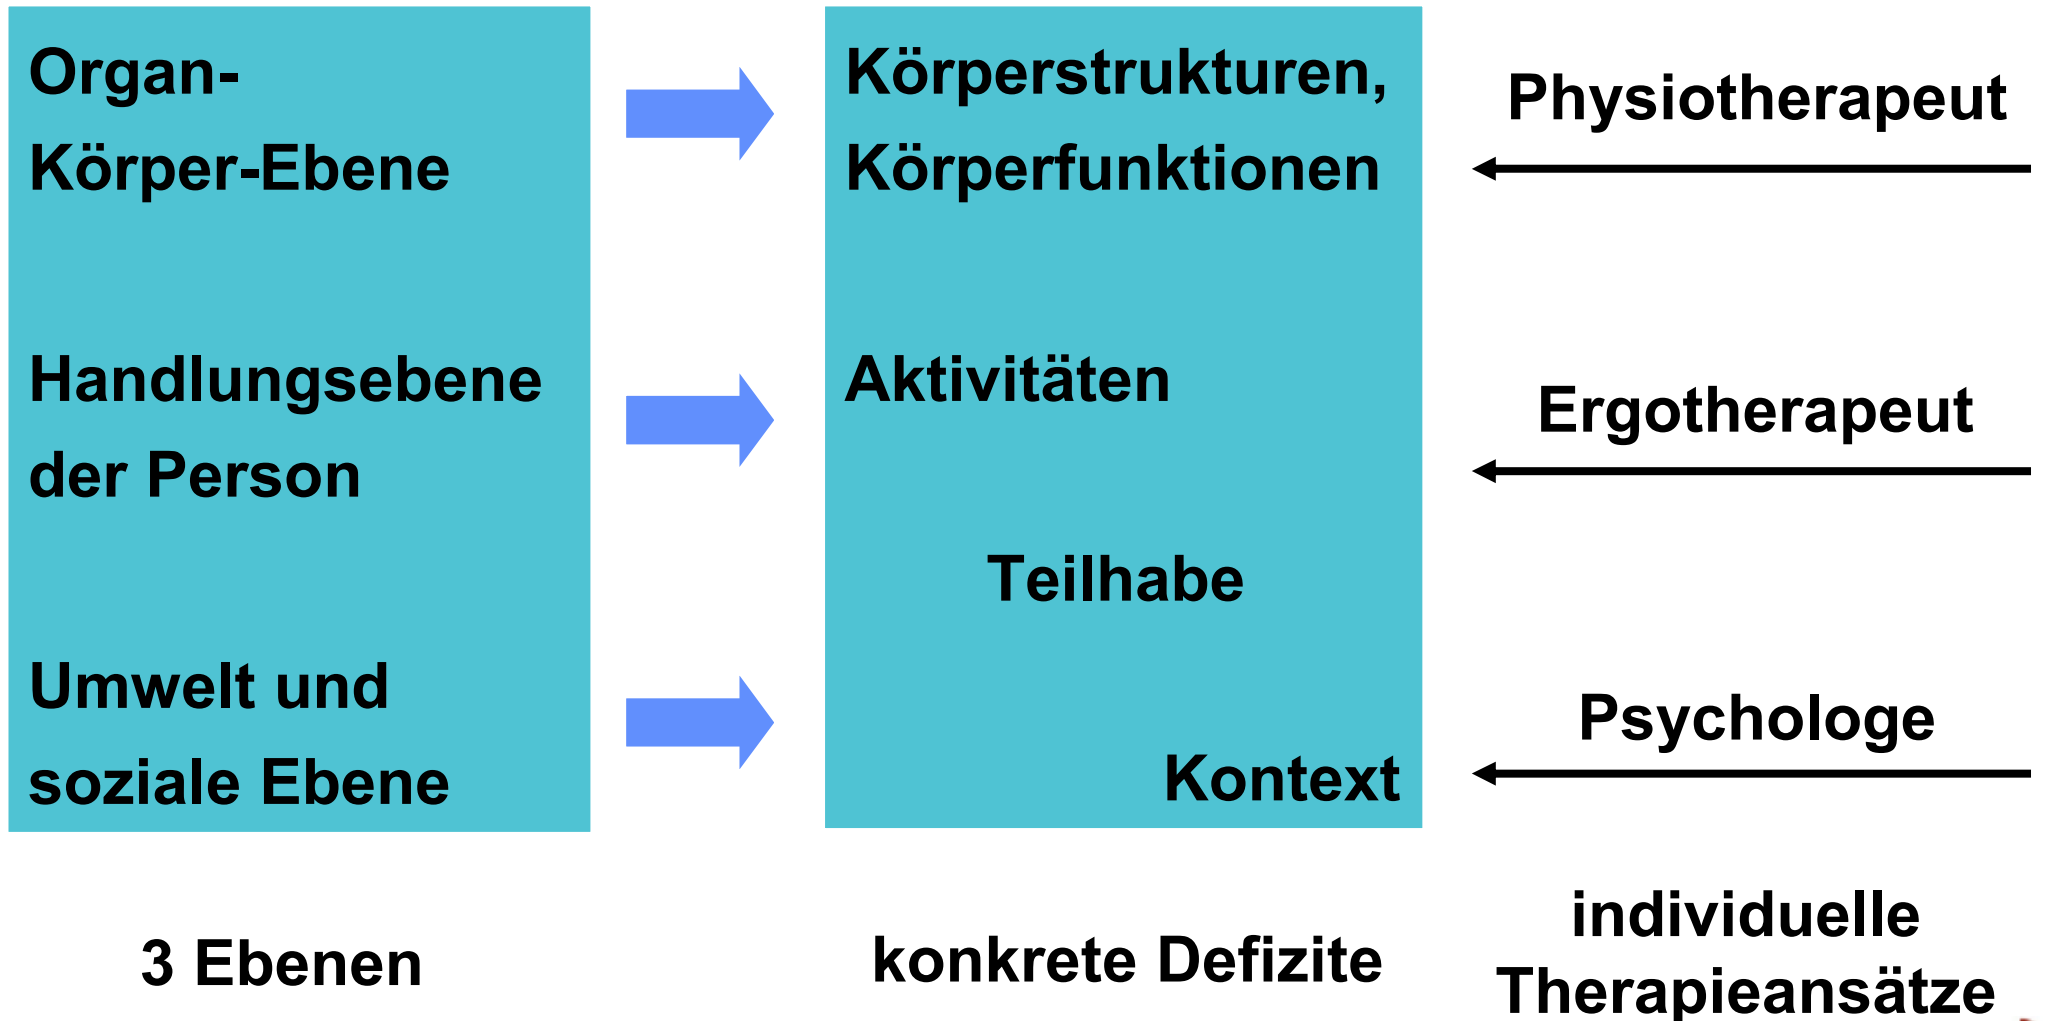 Organ-
Körper-Ebene
Handlungsebene
der Person
Umwelt und
soziale Ebene
3 Ebenen
Körperstrukturen,
Körperfunktionen
Aktivitäten
Teilhabe
Kontext
konkrete Defizite
Physiotherapeut
Ergotherapeut
Psychologe
individuelle
Therapieansätze